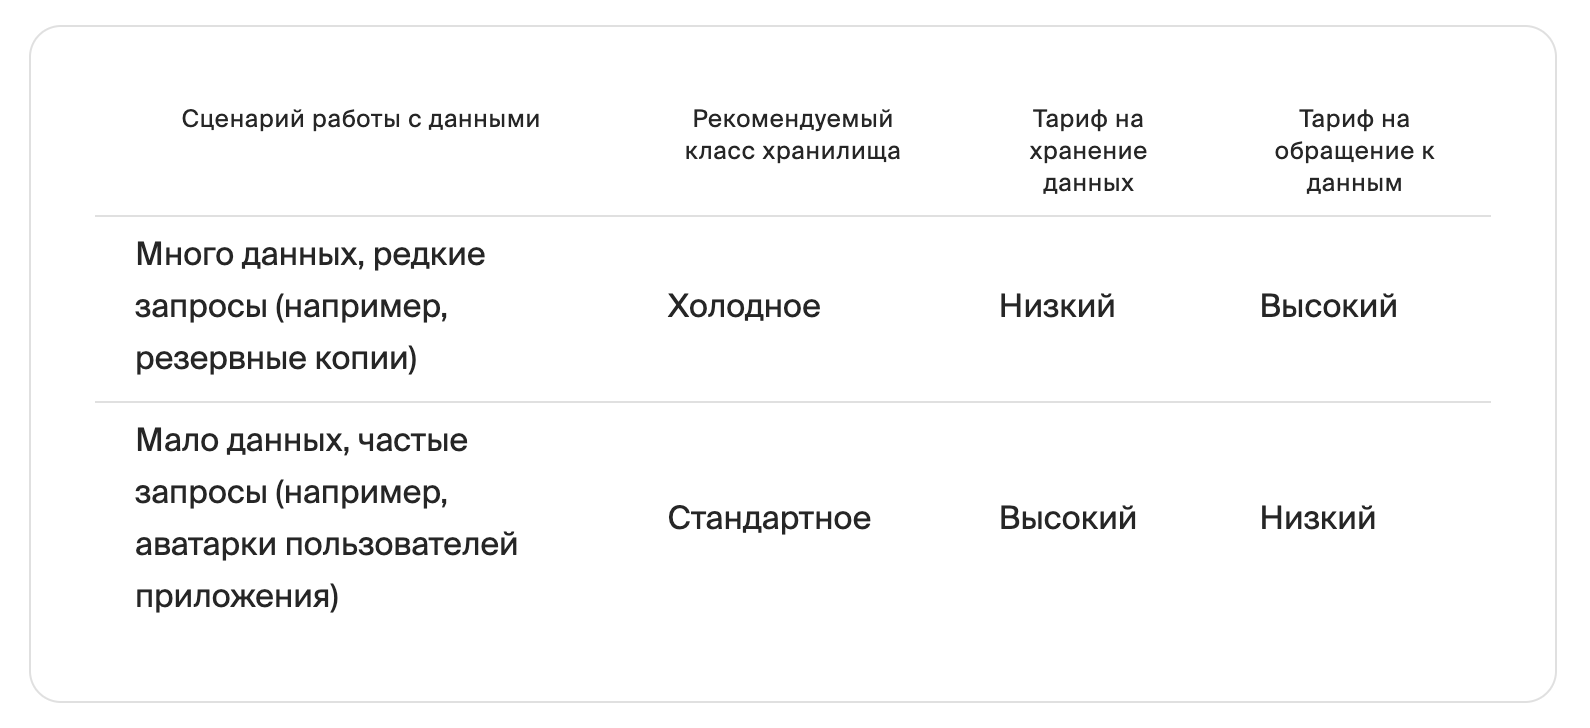 Сценарий работы с данными
Рекомендуемый
класс хранилища
Тариф на
хранение
данных
Тариф на
обращение к
данным
Много данных, редкие
запросы (например,
резервные копии)
Холодное
Низкий
Высокий
Мало данных, частые
запросы (например,
аватарки пользователей
приложения)
Стандартное
Высокий
Низкий